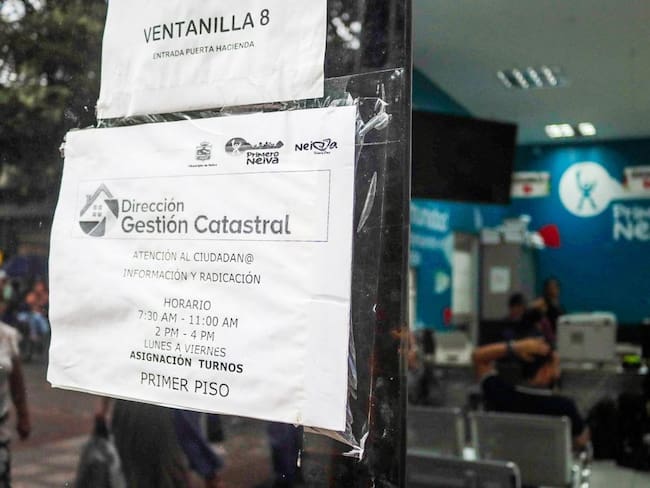 VENTANILLA 8
ENTRADA PUERTA HACIENDA
Primero
NEIVA
Neiva
Dirección
Gestión Catastral
ATENCIÓN AL CIUDADAN@
INFORMACIÓN Y RADICACIÓN
HORARIO
7:30 AM - 11:00 AM
2 PM - 4 PM
LUNES A VIERNES
ASIGNACIÓN TURNOS
PRIMER PISO
Neiva